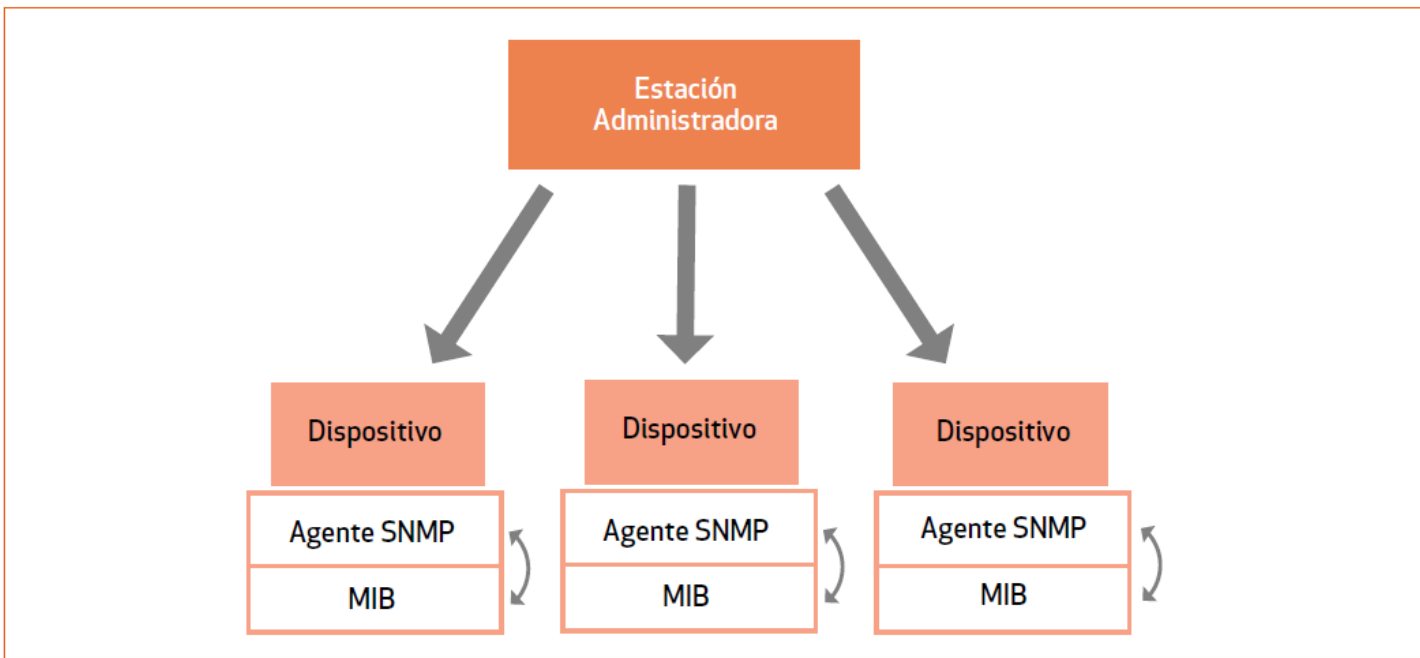 Estación
Administradora
Dispositivo
Dispositivo
Dispositivo
Agente SNMP
Agente SNMP
Agente SNMP
MIB
MIB
MIB